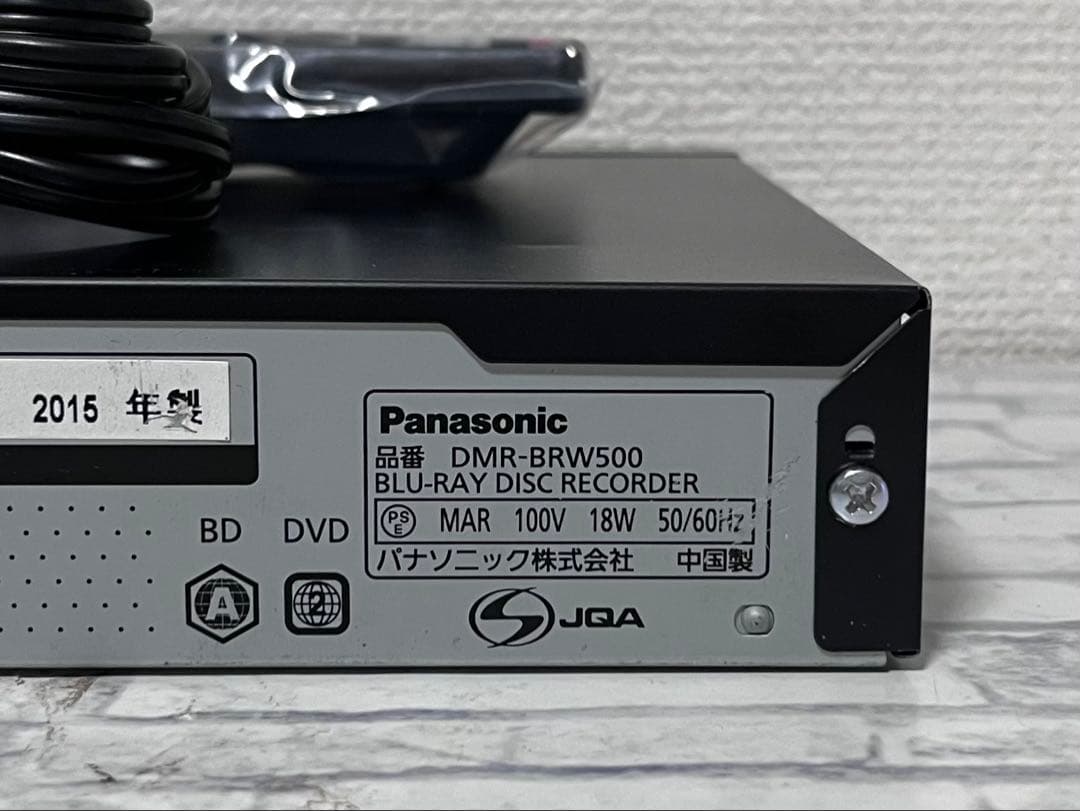 2015 年製
Panasonic
品番 DMR-BRW500
BLU-RAY DISC RECORDER
PSE MAR 100V 18W 50/60Hz
パナソニック株式会社 中国製
BD DVD
A 2
JQA